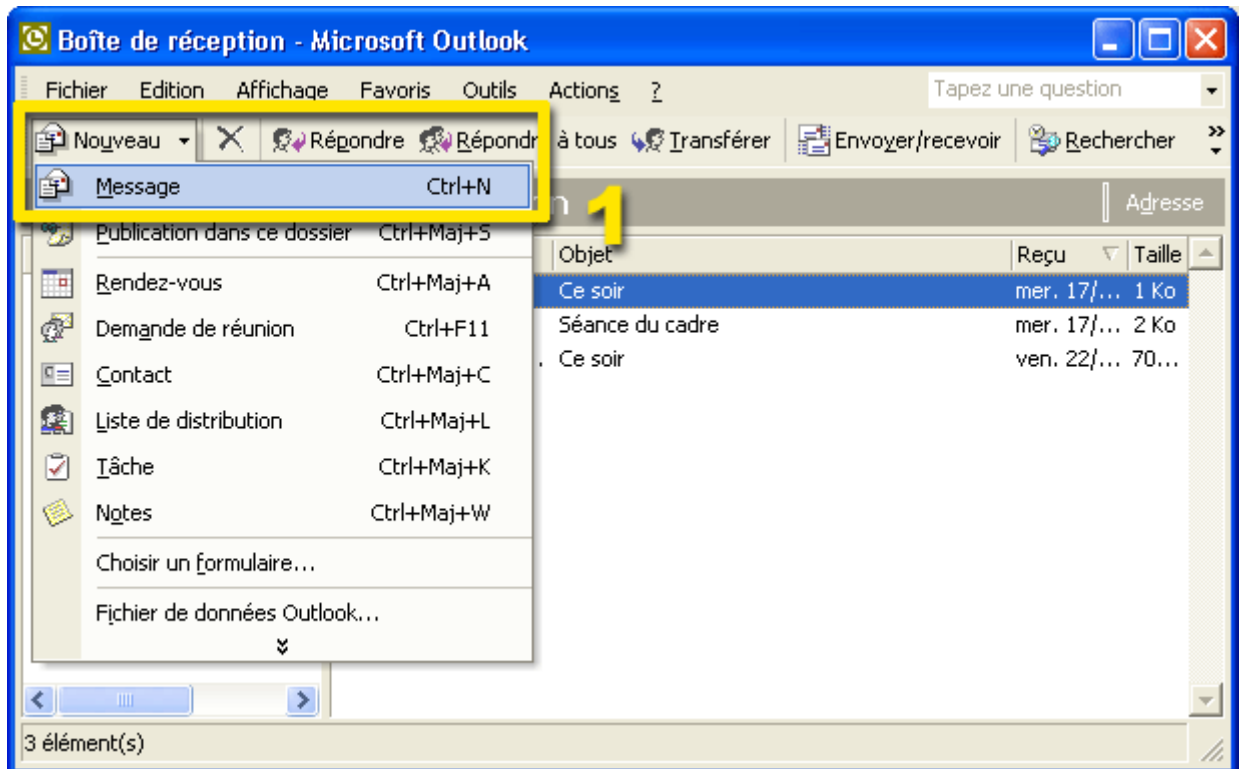 Boîte de réception - Microsoft Outlook
Fichier Edition Affichage Favoris Outils Actions ? Tapez une question
Nouveau Répondre Répondr à tous Transférer Envoyer/recevoir Rechercher
Message Ctrl+N
1
n Adresse
Publication dans ce dossier Ctrl+Maj+S
Objet Reçu Taille
Rendez-vous Ctrl+Maj+A
Ce soir mer. 17/... 1 Ko
Demande de réunion Ctrl+F11
Séance du cadre mer. 17/... 2 Ko
Contact Ctrl+Maj+C
. Ce soir ven. 22/... 70...
Liste de distribution Ctrl+Maj+L
Tâche Ctrl+Maj+K
Notes Ctrl+Maj+W
Choisir un formulaire...
Fichier de données Outlook...
3 élément(s)